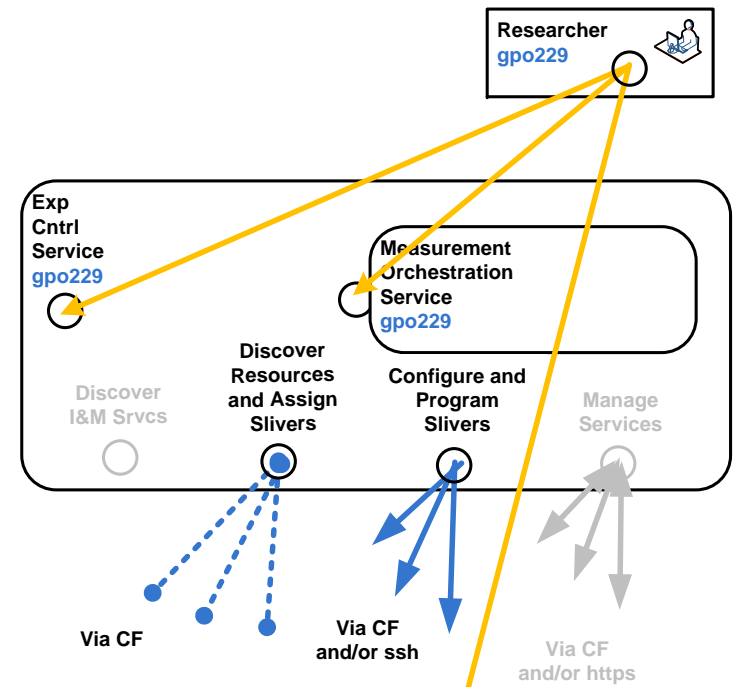 Researcher
gpo229
Exp
Cntrl
Service
gpo229
Measurement
Orchestration
Service
gpo229
Discover
I&M Srvcs
Discover
Resources
and Assign
Slivers
Configure and
Program
Slivers
Manage
Services
Via CF
Via CF
and/or ssh
Via CF
and/or https